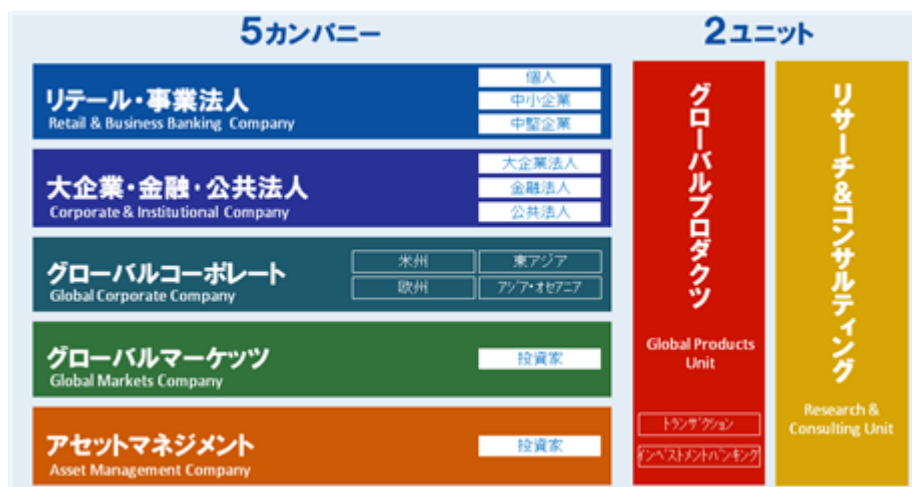 5カンパニー
2ユニット
リテール・事業法人
Retail & Business Banking Company
個人
中小企業
中堅企業
大企業・金融・公共法人
Corporate & Institutional Company
大企業法人
金融法人
公共法人
グローバルコーポレート
Global Corporate Company
米州
東アジア
欧州
アジア・オセアニア
グローバルマーケッツ
Global Markets Company
投資家
アセットマネジメント
Asset Management Company
投資家
グローバルプロダクツ
Global Products
Unit
トランザクション
インベストメントバンキング
リサーチ&コンサルティング
Research &
Consulting Unit